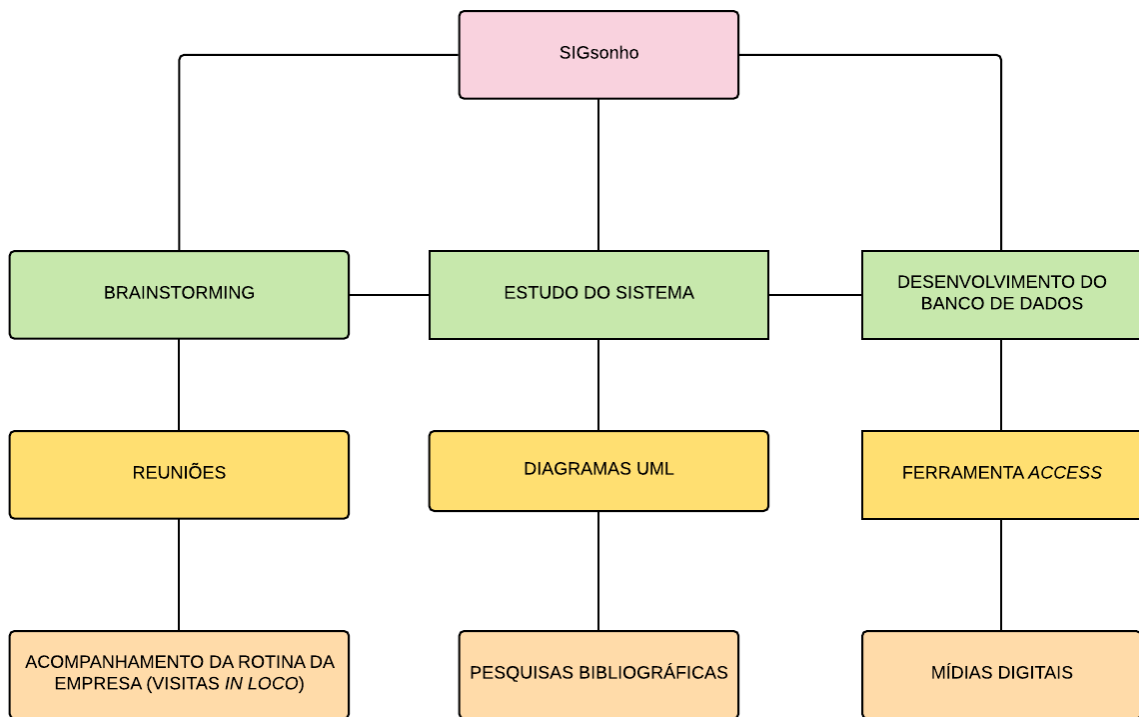 SIGsonho
BRAINSTORMING
ESTUDO DO SISTEMA
DESENVOLVIMENTO DO
BANCO DE DADOS
REUNIÕES
DIAGRAMAS UML
FERRAMENTA ACCESS
ACOMPANHAMENTO DA ROTINA DA
EMPRESA (VISITAS IN LOCO)
PESQUISAS BIBLIOGRÁFICAS
MÍDIAS DIGITAIS